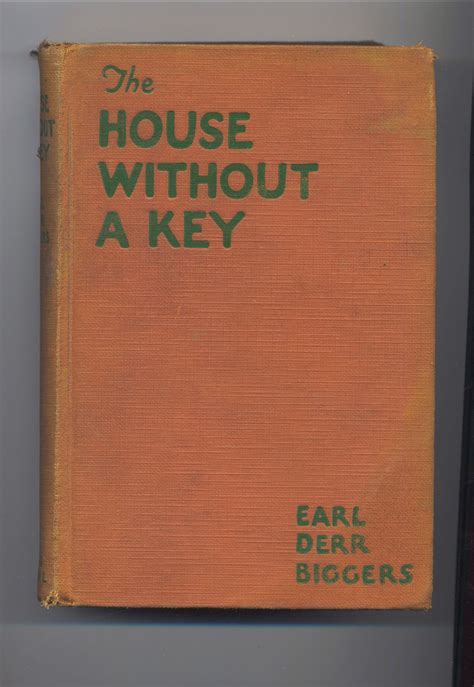 The
HOUSE
WITHOUT
A KEY
EARL
DERR
BIGGERS